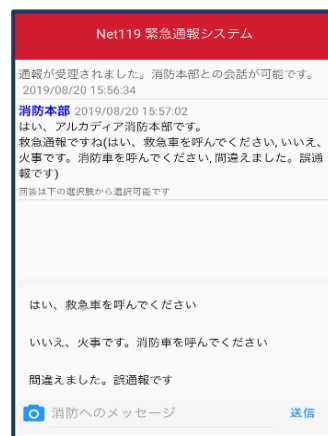 Net119 緊急通報システム
通報が受理されました。消防本部との会話が可能です。
2019/08/20 15:56:34
消防本部 2019/08/20 15:57:02
はい、アルカディア消防本部です。
救急通報ですね(はい、救急車を呼んでください, いいえ、
火事です。消防車を呼んでください, 間違えました。誤通
報です)
回答は下の選択肢から選択可能です
はい、救急車を呼んでください
いいえ、火事です。消防車を呼んでください
間違えました。誤通報です
消防へのメッセージ 送信